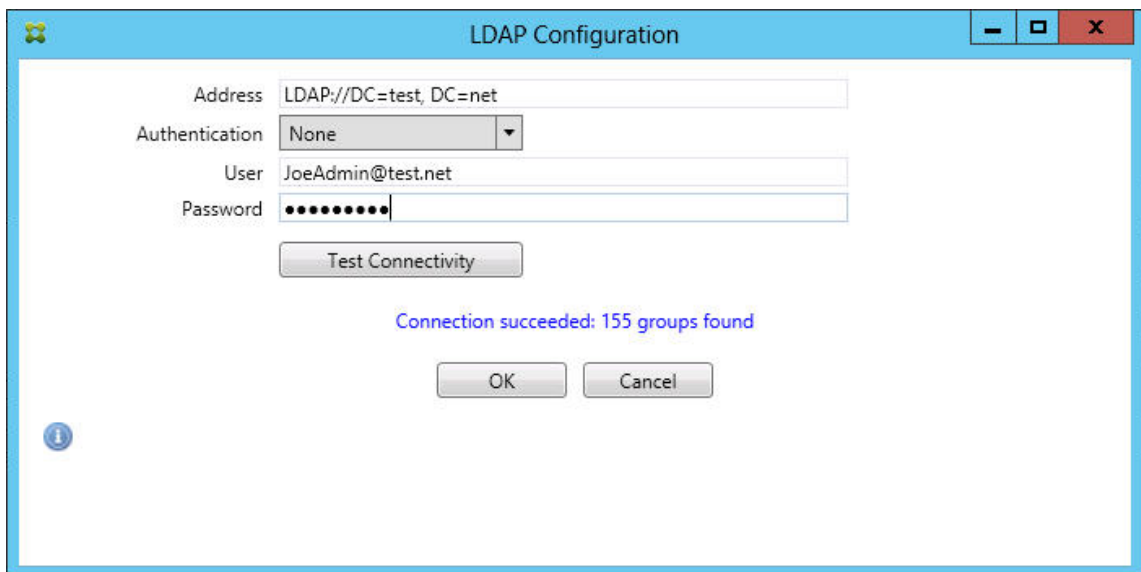 LDAP Configuration
Address LDAP://DC=test, DC=net
Authentication None
User JoeAdmin@test.net
Password •••••••••
Test Connectivity
Connection succeeded: 155 groups found
OK Cancel